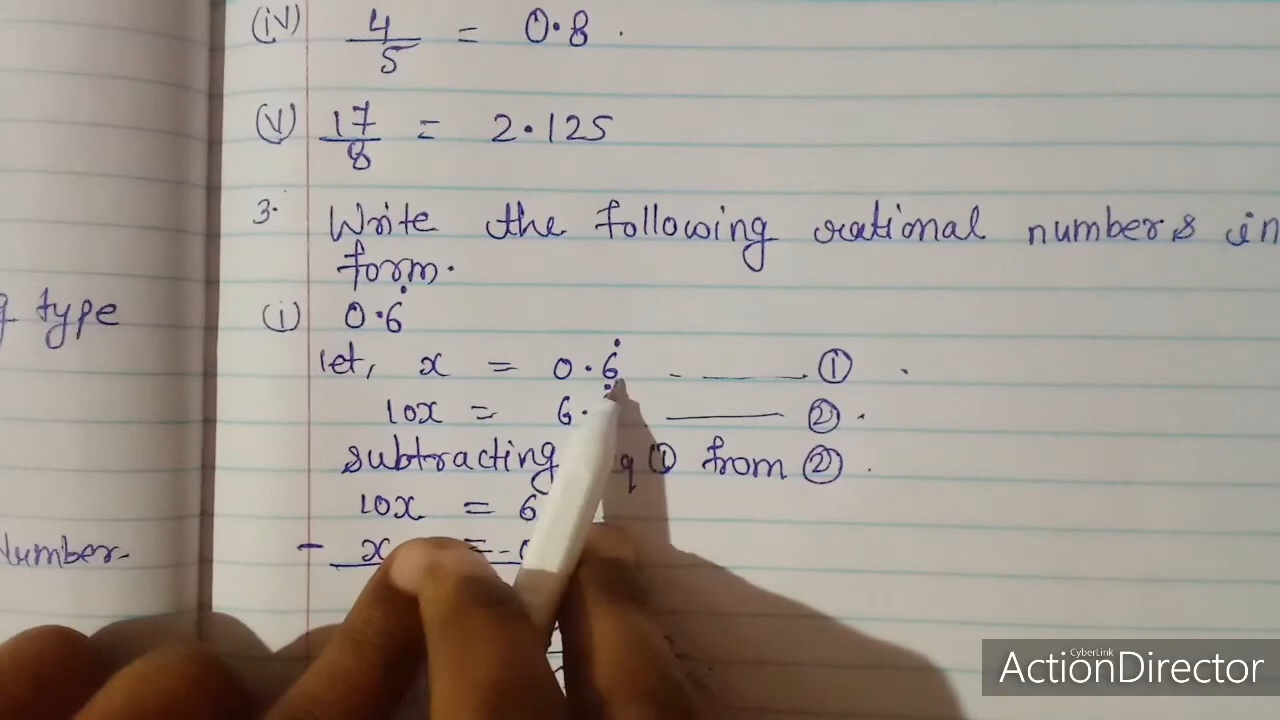 (iv) 4/5 = 0.8 .
(v) 17/8 = 2.125
3. Write the following rational numbers in
form.
g type
(i) 0.6̇
let, x = 0.6̇ - ——— ① .
10x = 6. ——— ② .
subtracting eq ① from ② .
10x = 6
Number-
- x = -
CyberLink
ActionDirector